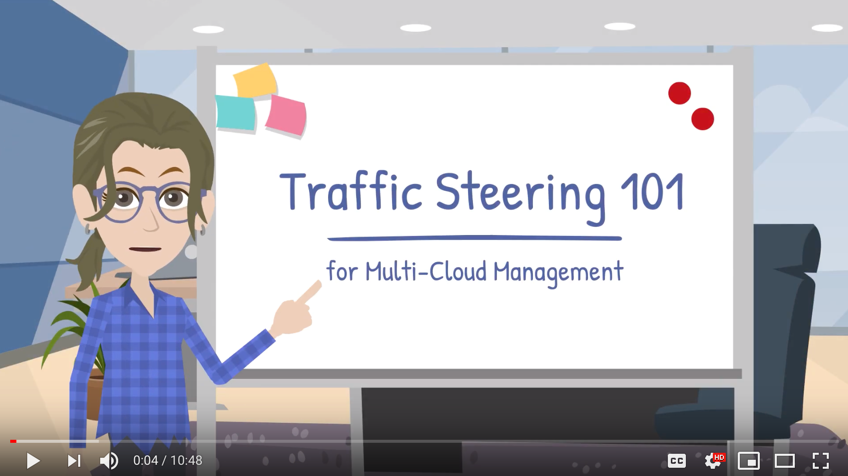 Traffic Steering 101
for Multi-Cloud Management
0:04 / 10:48
CC
HD